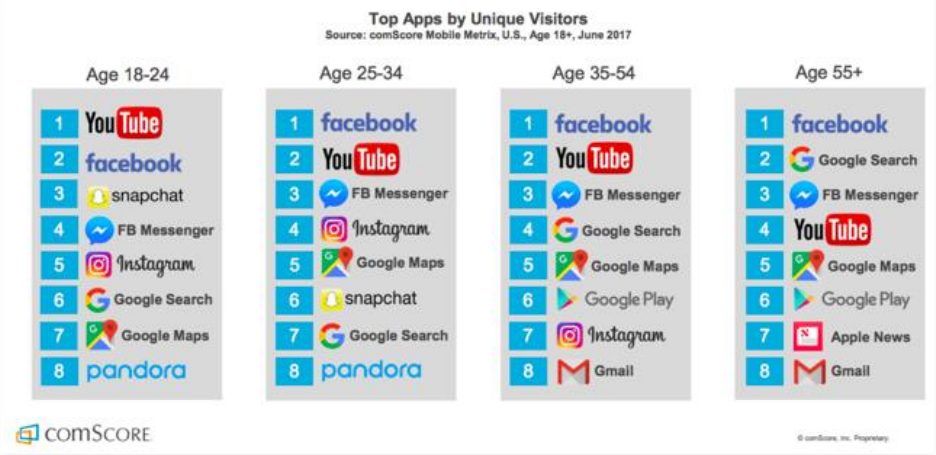 Top Apps by Unique Visitors
Source: comScore Mobile Metrix, U.S., Age 18+, June 2017
Age 18-24
1 YouTube
2 facebook
3 snapchat
4 FB Messenger
5 Instagram
6 Google Search
7 Google Maps
8 pandora
Age 25-34
1 facebook
2 YouTube
3 FB Messenger
4 Instagram
5 Google Maps
6 snapchat
7 Google Search
8 pandora
Age 35-54
1 facebook
2 YouTube
3 FB Messenger
4 Google Search
5 Google Maps
6 Google Play
7 Instagram
8 Gmail
Age 55+
1 facebook
2 Google Search
3 FB Messenger
4 YouTube
5 Google Maps
6 Google Play
7 Apple News
8 Gmail
comSCORE
© comScore, Inc. Proprietary.